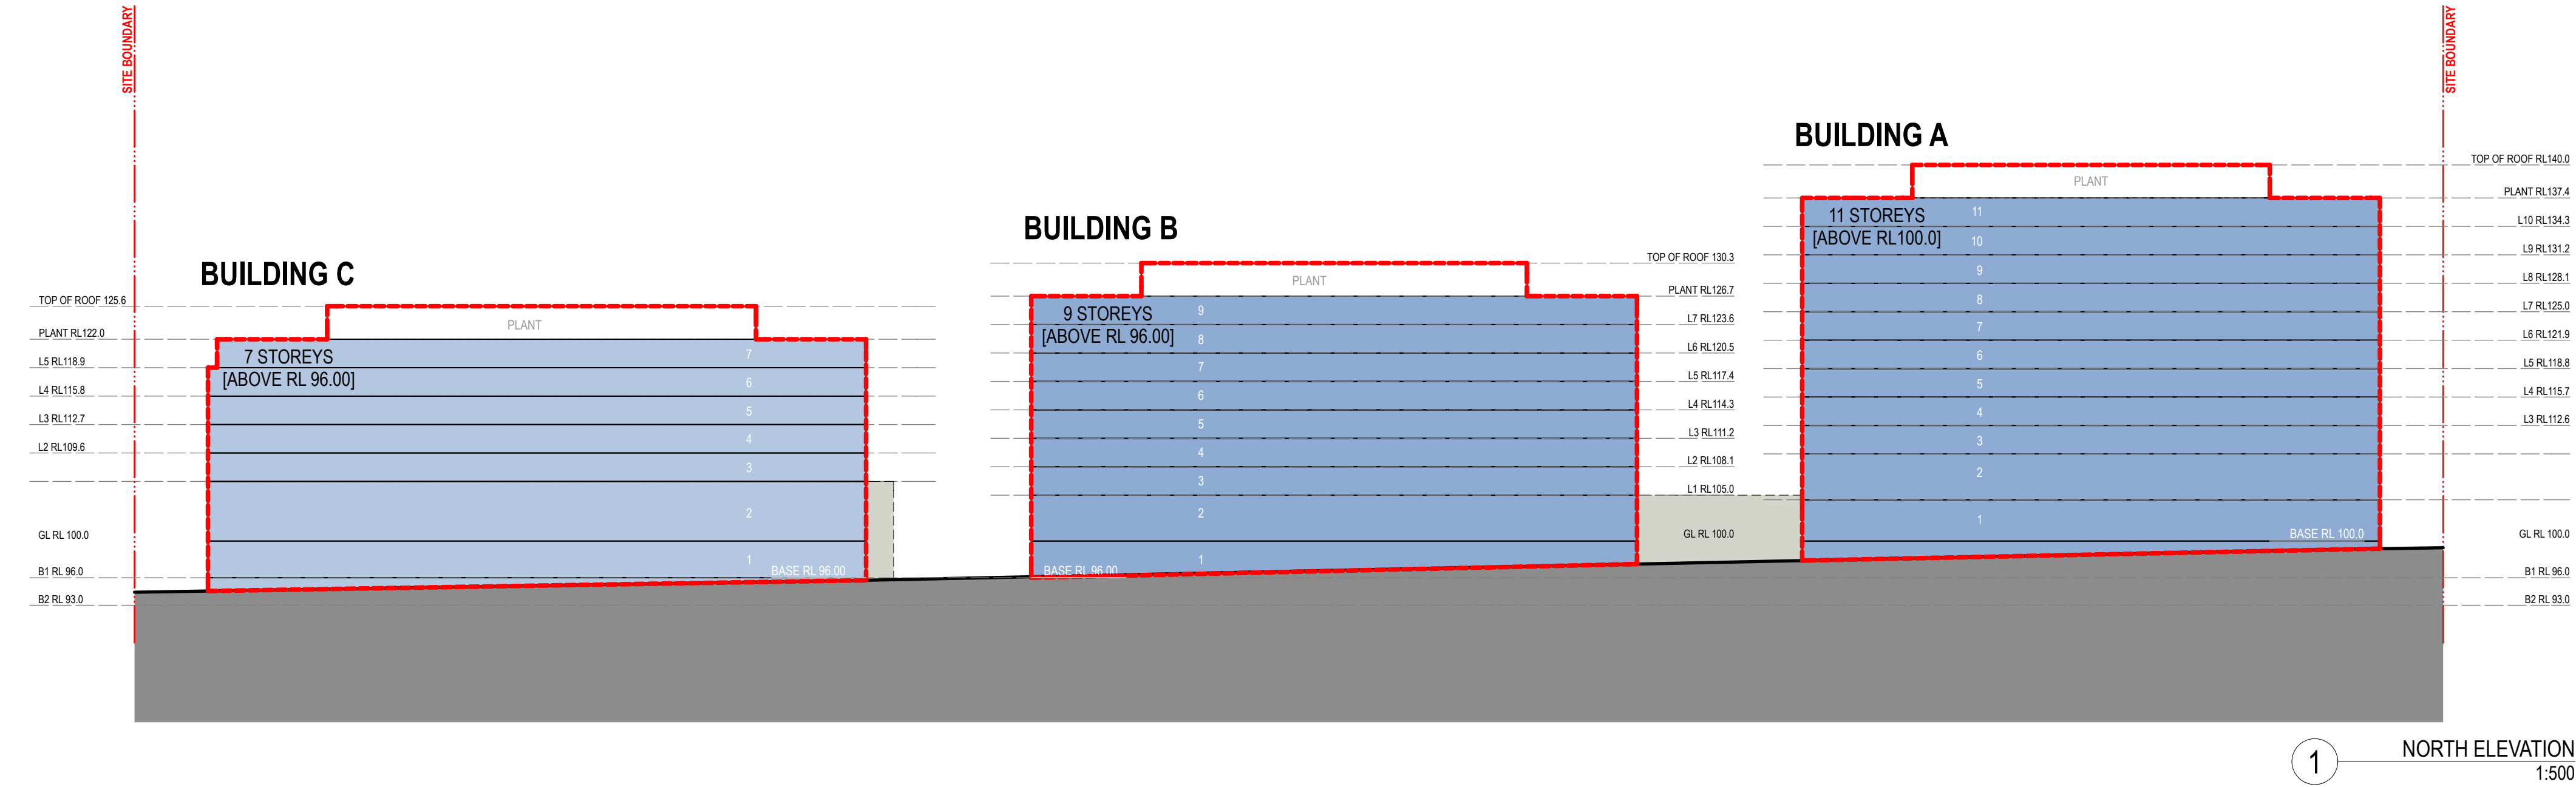 SITE BOUNDARY
SITE BOUNDARY
BUILDING A
BUILDING B
BUILDING C
TOP OF ROOF 125.6
PLANT RL122.0
L5 RL118.9
L4 RL115.8
L3 RL112.7
L2 RL109.6
GL RL 100.0
B1 RL 96.0
B2 RL 93.0
PLANT
7 STOREYS
[ABOVE RL 96.00]
7
6
5
4
3
2
1
BASE RL 96.00
PLANT
9 STOREYS
[ABOVE RL 96.00]
9
8
7
6
5
4
3
2
1
BASE RL 96.00
TOP OF ROOF 130.3
PLANT RL126.7
L7 RL123.6
L6 RL120.5
L5 RL117.4
L4 RL114.3
L3 RL111.2
L2 RL108.1
L1 RL105.0
GL RL 100.0
PLANT
11 STOREYS
[ABOVE RL100.0]
11
10
9
8
7
6
5
4
3
2
1
BASE RL 100.0
TOP OF ROOF RL140.0
PLANT RL137.4
L10 RL134.3
L9 RL131.2
L8 RL128.1
L7 RL125.0
L6 RL121.9
L5 RL118.8
L4 RL115.7
L3 RL112.6
GL RL 100.0
B1 RL 96.0
B2 RL 93.0
1
NORTH ELEVATION
1:500